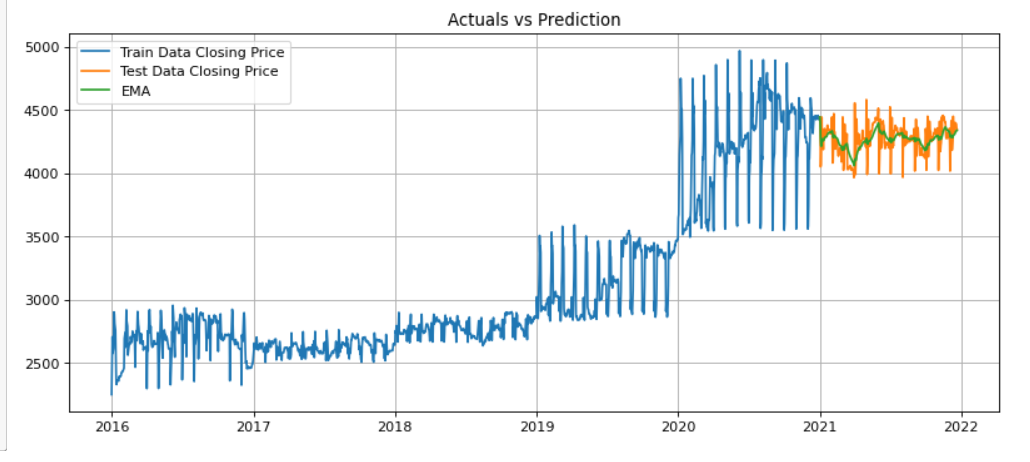 Actuals vs Prediction
5000
4500
4000
3500
3000
2500
Train Data Closing Price
Test Data Closing Price
EMA
2016 2017 2018 2019 2020 2021 2022